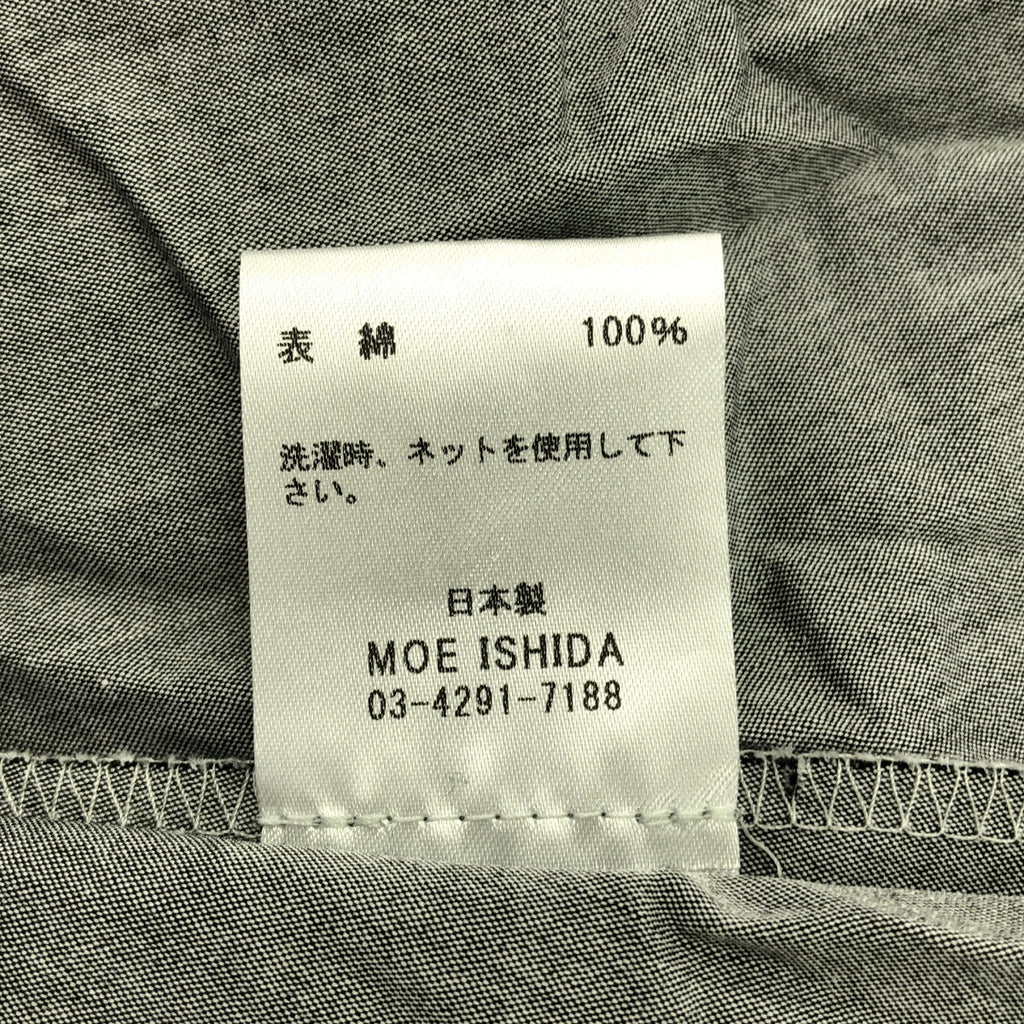 表 綿 100%
洗濯時、ネットを使用して下
さい。
日本製
MOE ISHIDA
03-4291-7188